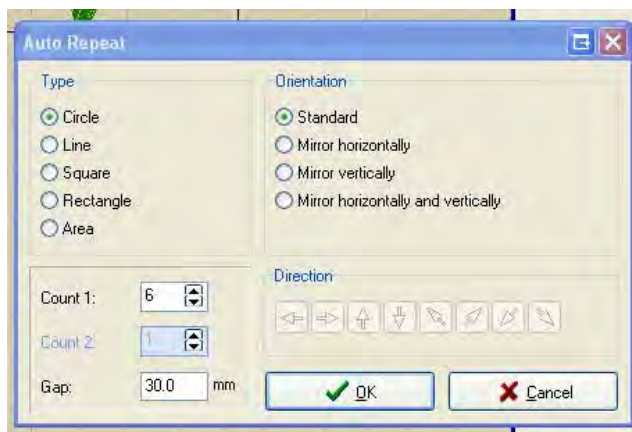 Auto Repeat
Type
Circle
Line
Square
Rectangle
Area
Orientation
Standard
Mirror horizontally
Mirror vertically
Mirror horizontally and vertically
Count 1: 6
Count 2: 1
Gap: 30.0 mm
Direction
OK
Cancel